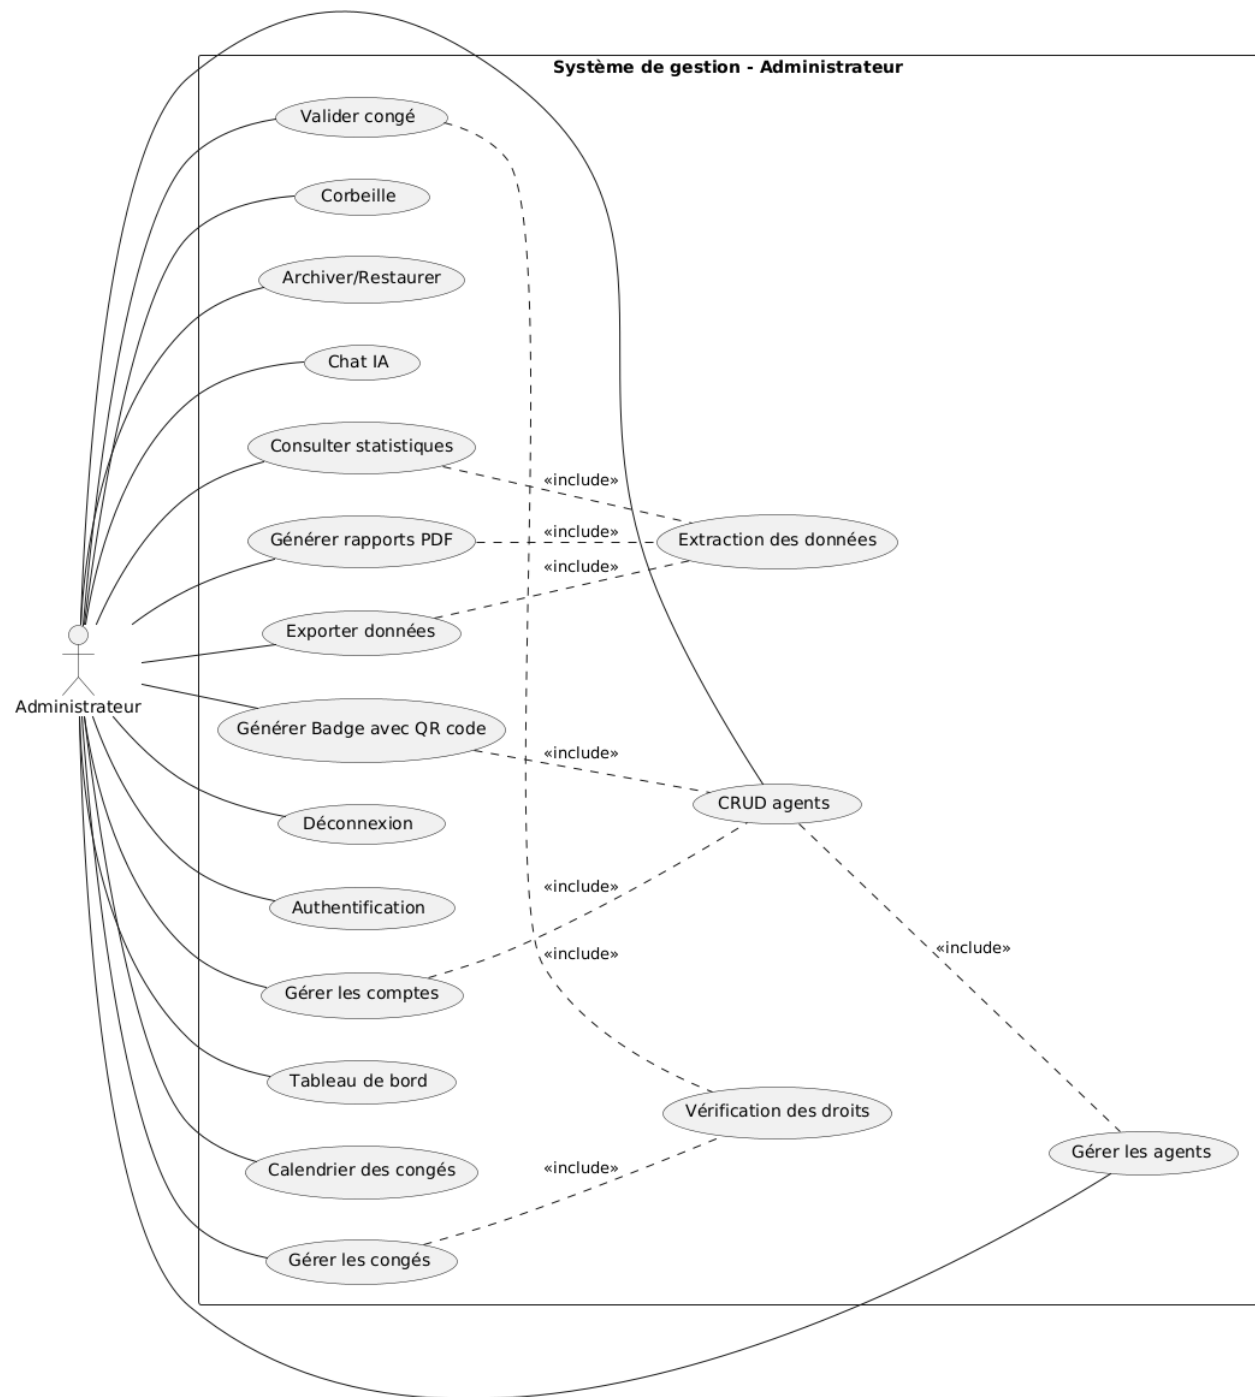 Système de gestion - Administrateur
Valider congé
Corbeille
Archiver/Restaurer
Chat IA
Consulter statistiques
«include»
Générer rapports PDF
«include»
Extraction des données
«include»
Exporter données
Administrateur
Générer Badge avec QR code
«include»
CRUD agents
Déconnexion
«include»
Authentification
«include»
«include»
Gérer les comptes
Tableau de bord
Vérification des droits
Gérer les agents
Calendrier des congés
«include»
Gérer les congés